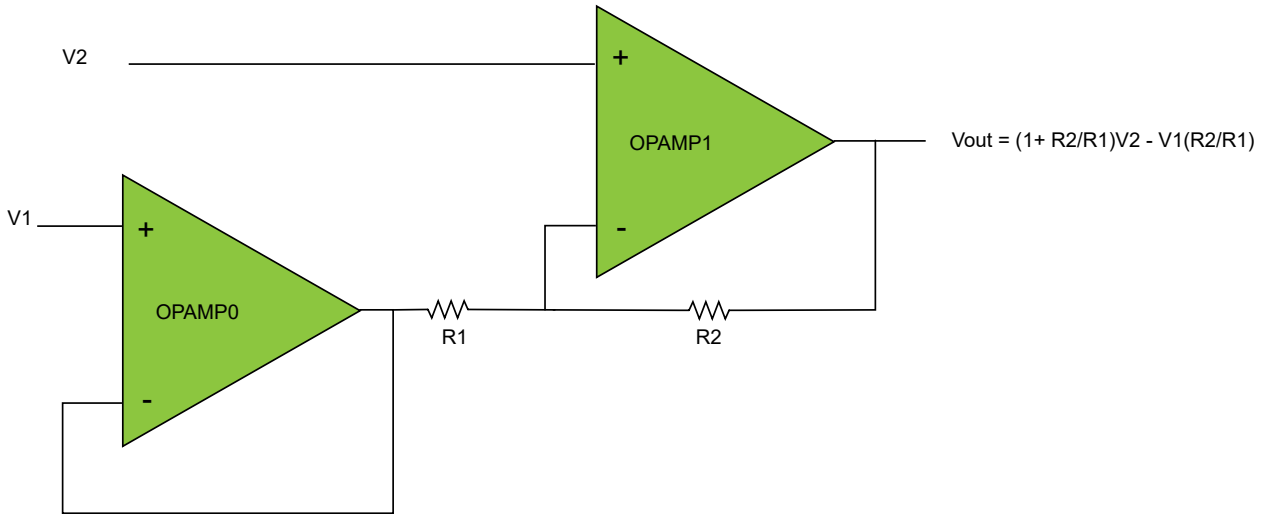 V2
+
OPAMP1
-
Vout = (1+ R2/R1)V2 - V1(R2/R1)
V1
+
OPAMP0
-
R1
R2